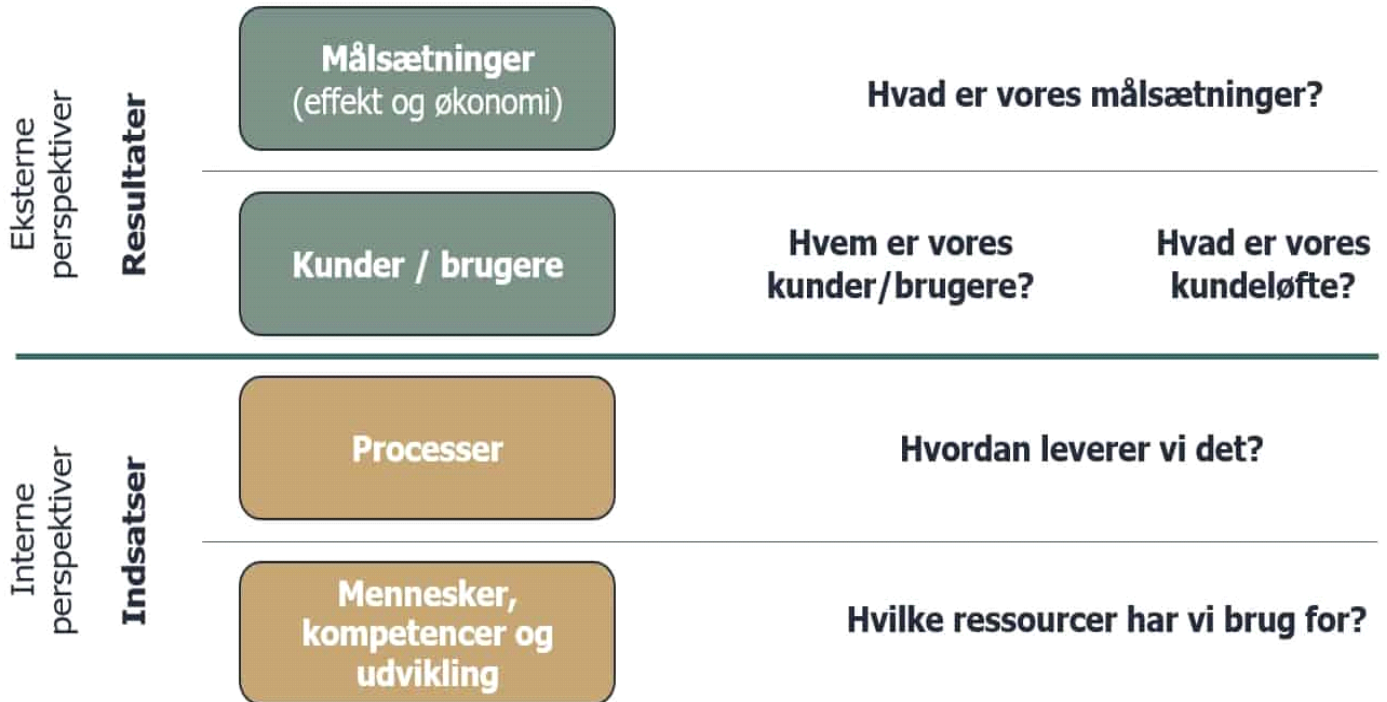 Eksterne
perspektiver
Resultater
Målsætninger
(effekt og økonomi)
Hvad er vores målsætninger?
Kunder / brugere
Hvem er vores
kunder/brugere?
Hvad er vores
kundeløfte?
Interne
perspektiver
Indsatser
Processer
Hvordan leverer vi det?
Mennesker,
kompetencer og
udvikling
Hvilke ressourcer har vi brug for?